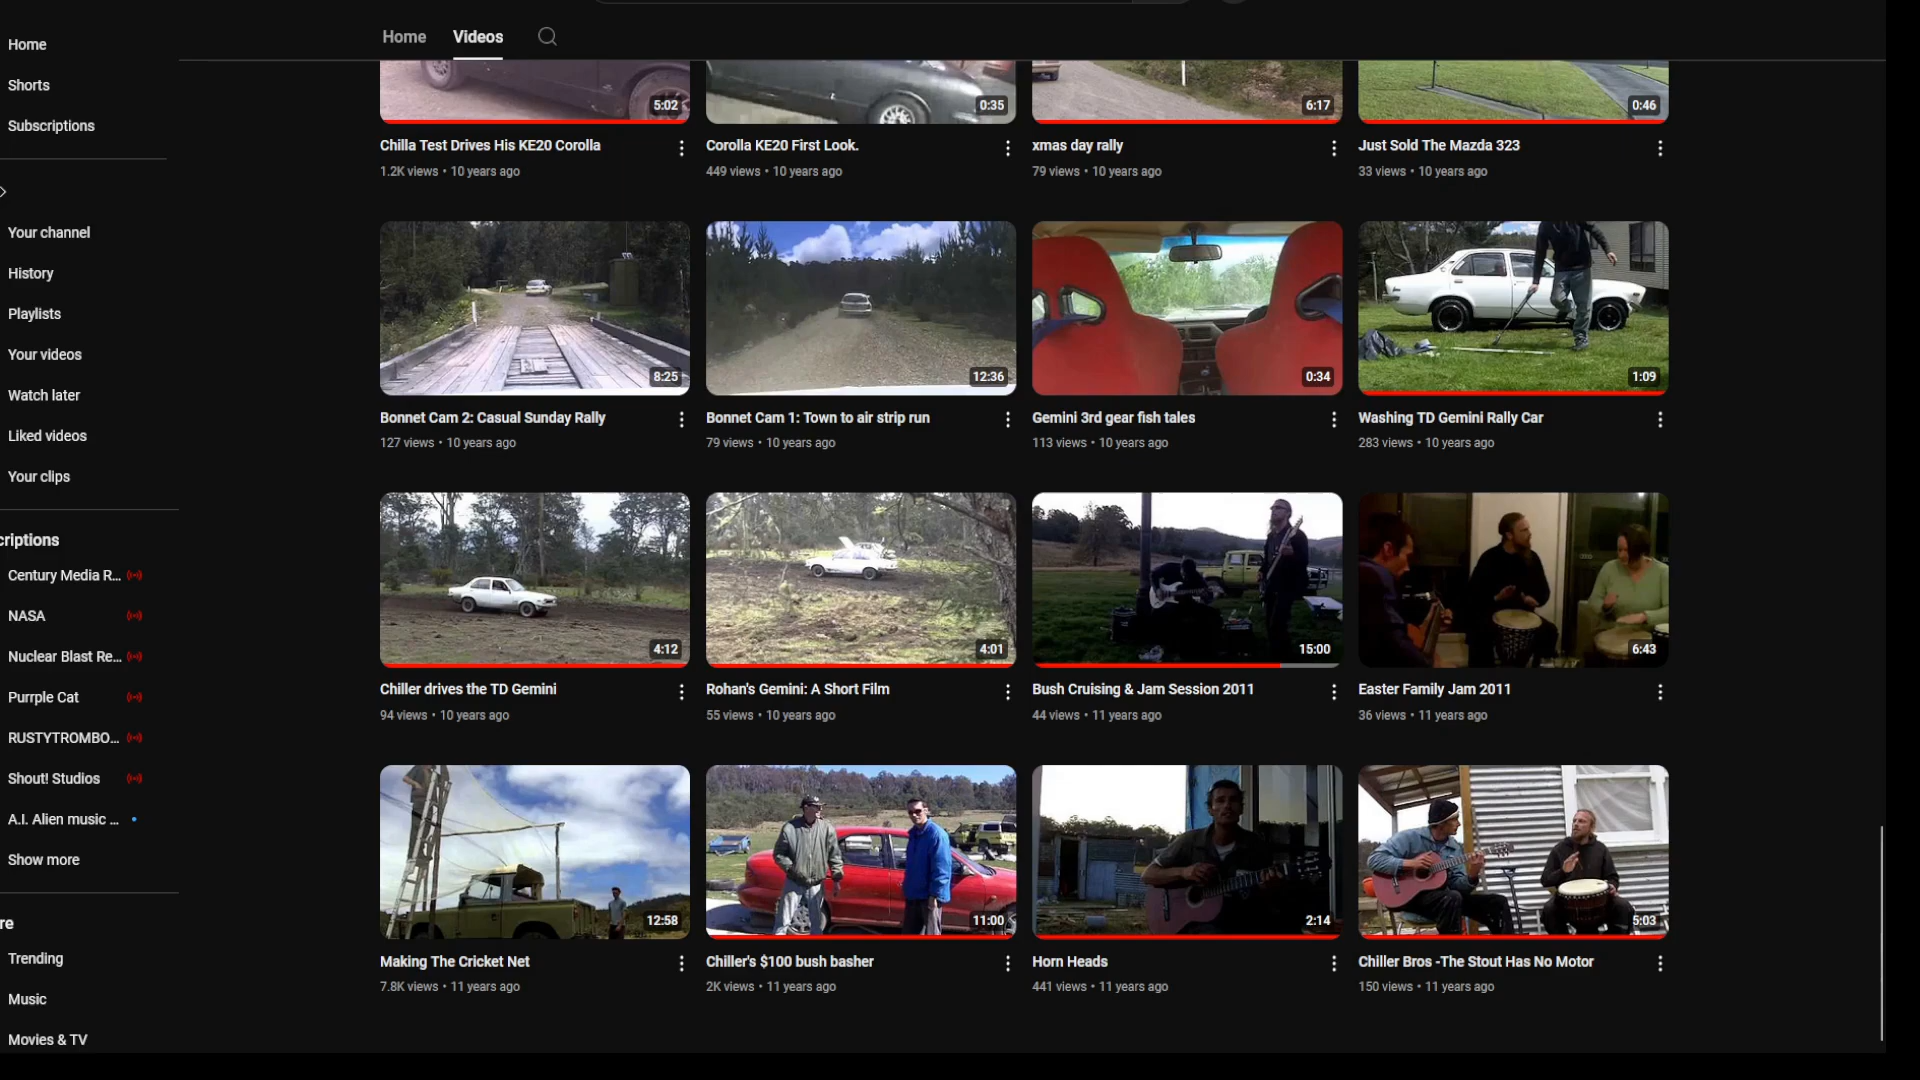 Home
Shorts
Subscriptions
Your channel
History
Playlists
Your videos
Watch later
Liked videos
Your clips
criptions
Century Media R...
NASA
Nuclear Blast Re...
Purrple Cat
RUSTYTROMBO...
Shout! Studios
A.I. Alien music ...
Show more
re
Trending
Music
Movies & TV
Home Videos
5:02 0:35 6:17 0:46
Chilla Test Drives His KE20 Corolla
1.2K views • 10 years ago
Corolla KE20 First Look.
449 views • 10 years ago
xmas day rally
79 views • 10 years ago
Just Sold The Mazda 323
33 views • 10 years ago
8:25 12:36 0:34 1:09
Bonnet Cam 2: Casual Sunday Rally
127 views • 10 years ago
Bonnet Cam 1: Town to air strip run
79 views • 10 years ago
Gemini 3rd gear fish tales
113 views • 10 years ago
Washing TD Gemini Rally Car
283 views • 10 years ago
4:12 4:01 15:00 6:43
Chiller drives the TD Gemini
94 views • 10 years ago
Rohan's Gemini: A Short Film
55 views • 10 years ago
Bush Cruising & Jam Session 2011
44 views • 11 years ago
Easter Family Jam 2011
36 views • 11 years ago
12:58 11:00 2:14 5:03
Making The Cricket Net
7.8K views • 11 years ago
Chiller's $100 bush basher
2K views • 11 years ago
Horn Heads
441 views • 11 years ago
Chiller Bros -The Stout Has No Motor
150 views • 11 years ago